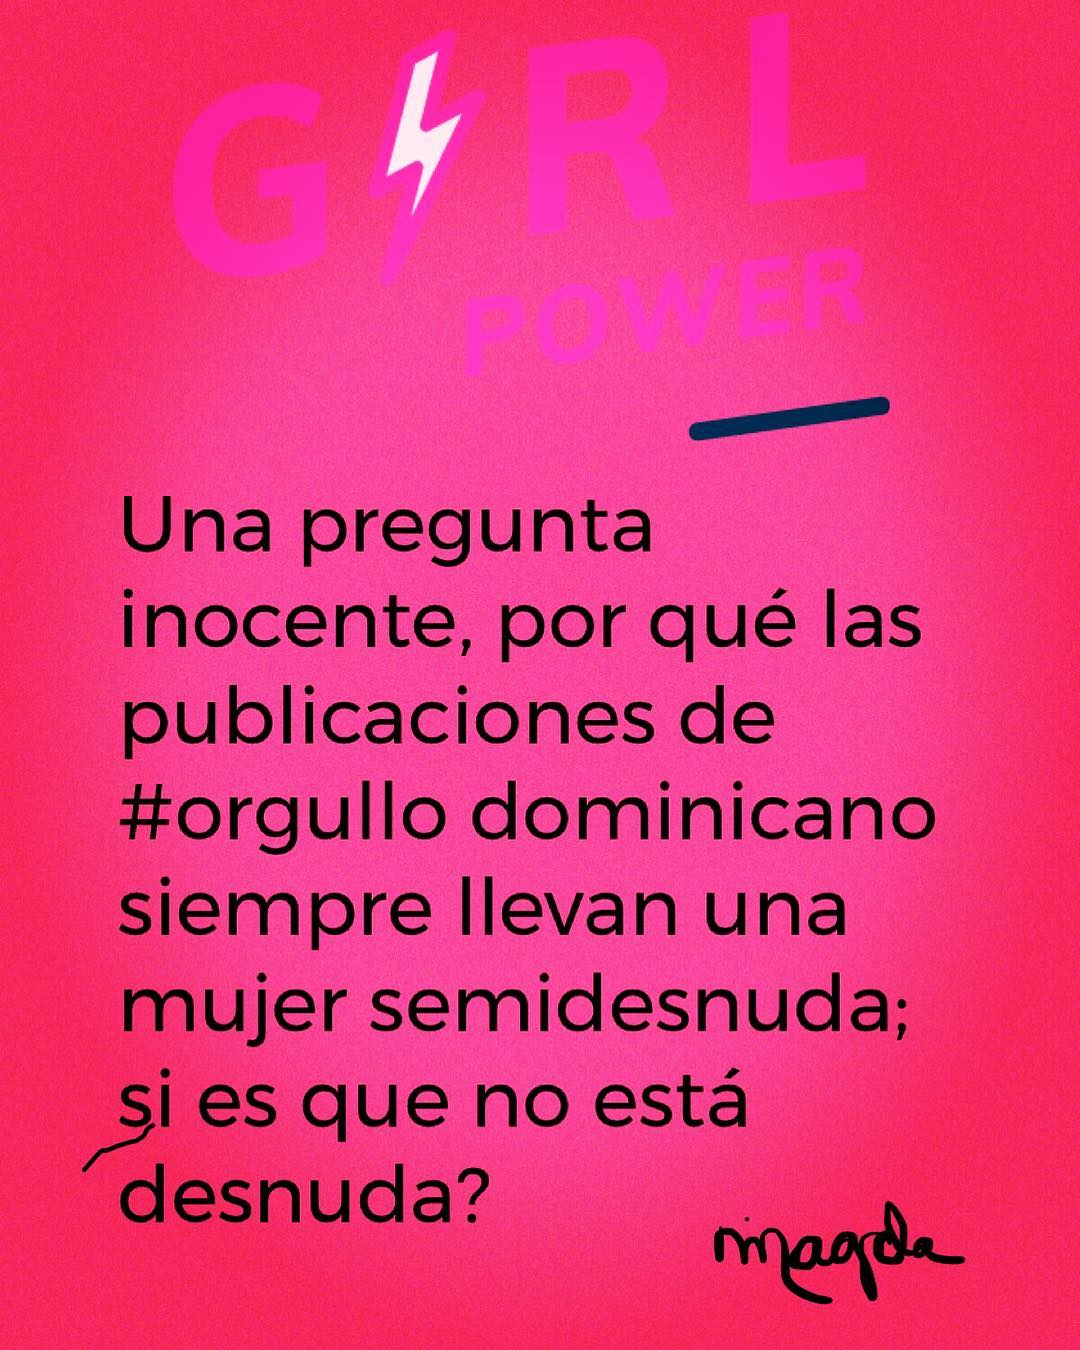 GIRL
POWER
Una pregunta
inocente, por qué las
publicaciones de
#orgullo dominicano
siempre llevan una
mujer semidesnuda;
si es que no está
desnuda?
magda